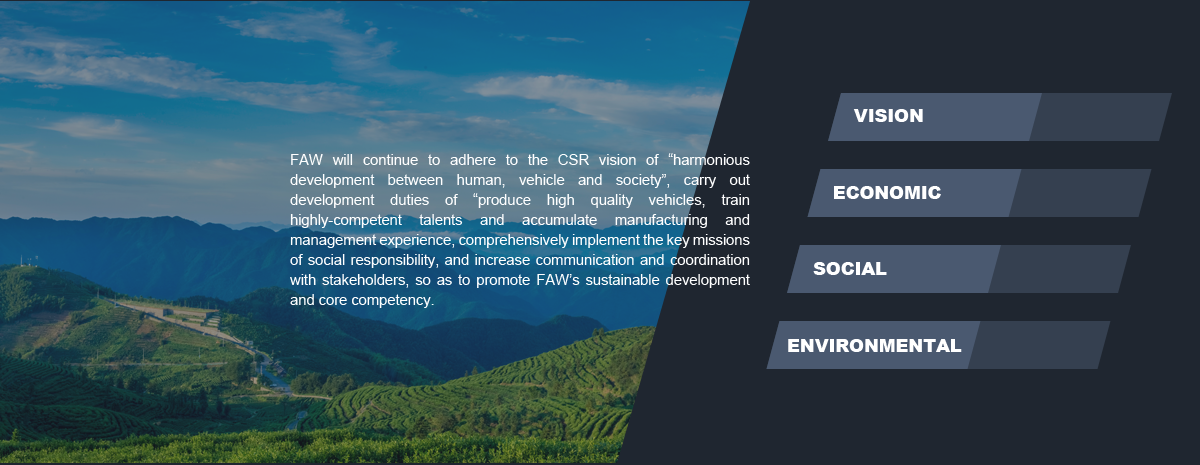 FAW will continue to adhere to the CSR vision of “harmonious
development between human, vehicle and society”, carry out
development duties of “produce high quality vehicles, train
highly-competent talents and accumulate manufacturing and
management experience, comprehensively implement the key missions
of social responsibility, and increase communication and coordination
with stakeholders, so as to promote FAW’s sustainable development
and core competency.
VISION
ECONOMIC
SOCIAL
ENVIRONMENTAL